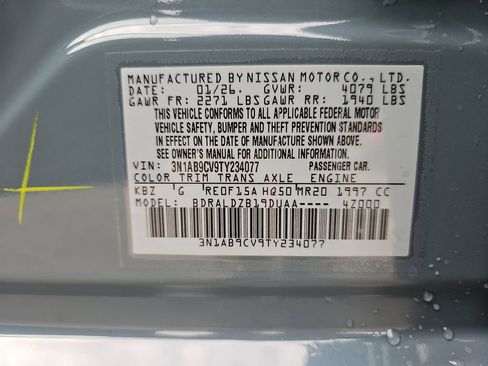 MANUFACTURED BY NISSAN MOTOR CO., LTD.
DATE: 01/26. GVWR: 4079 LBS
GAWR FR: 2271 LBS GAWR RR: 1940 LBS
THIS VEHICLE CONFORMS TO ALL APPLICABLE FEDERAL MOTOR
VEHICLE SAFETY, BUMPER AND THEFT PREVENTION STANDARDS
IN EFFECT ON THE DATE OF MANUFACTURE SHOWN ABOVE.
SEE OWNER'S MANUAL FOR ADDITIONAL INFORMATION.
VIN: 3N1AB9CV9TY234077 PASSENGER CAR.
COLOR TRIM TRANS AXLE ENGINE
KBZ G RE0F15A HQ50 MR20 1997 CC
MODEL: BDRALDZB19DUAA---- 4Z000
3N1AB9CV9TY234077